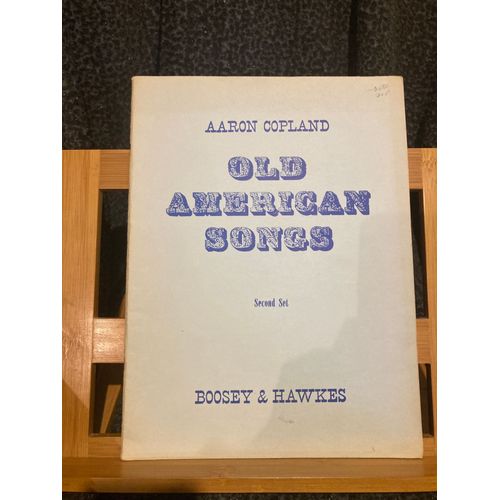 AARON COPLAND
OLD
AMERICAN
SONGS
Second Set
BOOSEY & HAWKES